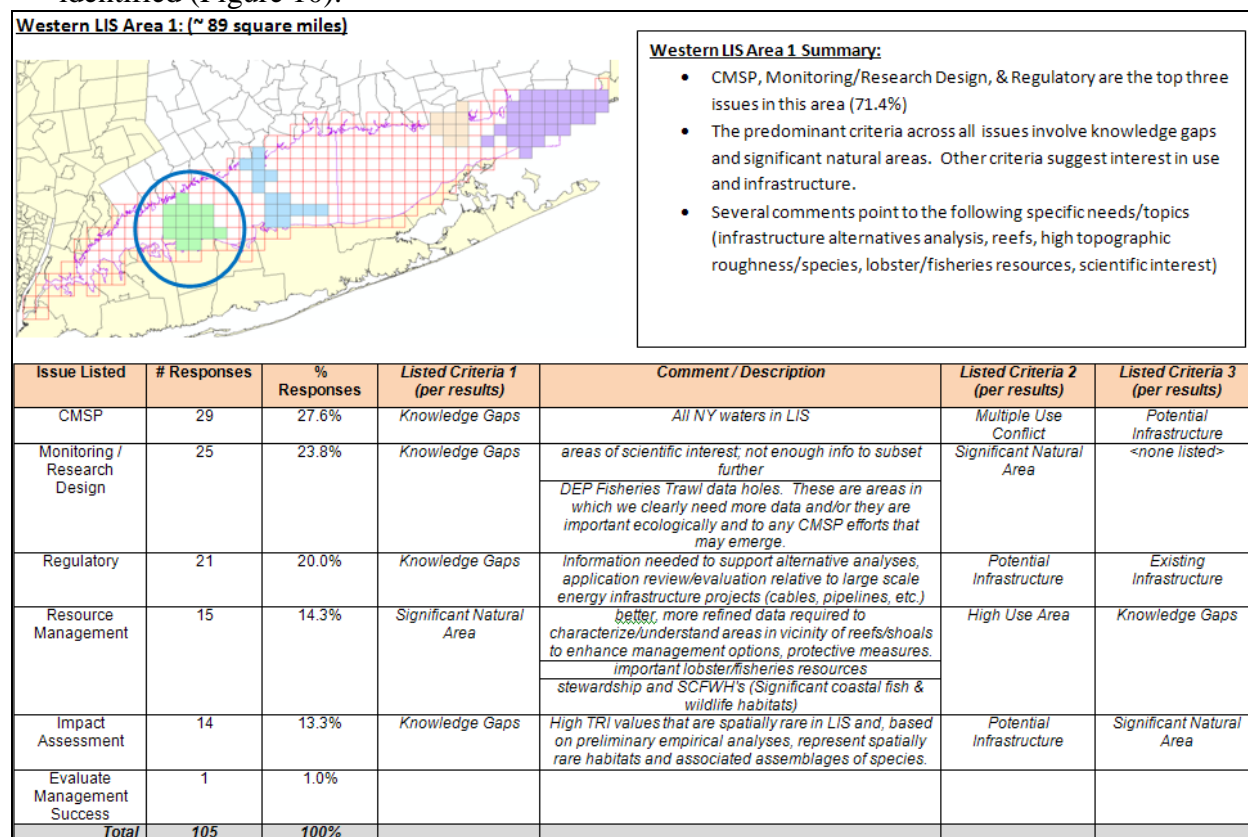 identified (Figure 10).
Western LIS Area 1: (~ 89 square miles)
Western LIS Area 1 Summary:
• CMSP, Monitoring/Research Design, & Regulatory are the top three
issues in this area (71.4%)
• The predominant criteria across all issues involve knowledge gaps
and significant natural areas. Other criteria suggest interest in use
and infrastructure.
• Several comments point to the following specific needs/topics
(infrastructure alternatives analysis, reefs, high topographic
roughness/species, lobster/fisheries resources, scientific interest)
Issue Listed # Responses % Responses Listed Criteria 1 (per results) Comment / Description Listed Criteria 2 (per results) Listed Criteria 3 (per results)
CMSP 29 27.6% Knowledge Gaps All NY waters in LIS Multiple Use Conflict Potential Infrastructure
Monitoring / Research Design 25 23.8% Knowledge Gaps areas of scientific interest; not enough info to subset further Significant Natural Area <none listed>
DEP Fisheries Trawl data holes. These are areas in
which we clearly need more data and/or they are
important ecologically and to any CMSP efforts that
may emerge.
Regulatory 21 20.0% Knowledge Gaps Information needed to support alternative analyses, application review/evaluation relative to large scale energy infrastructure projects (cables, pipelines, etc.) Potential Infrastructure Existing Infrastructure
Resource Management 15 14.3% Significant Natural Area better, more refined data required to characterize/understand areas in vicinity of reefs/shoals to enhance management options, protective measures. High Use Area Knowledge Gaps
important lobster/fisheries resources
stewardship and SCFWH's (Significant coastal fish &
wildlife habitats)
Impact Assessment 14 13.3% Knowledge Gaps High TRI values that are spatially rare in LIS and, based on preliminary empirical analyses, represent spatially rare habitats and associated assemblages of species. Potential Infrastructure Significant Natural Area
Evaluate Management Success 1 1.0%
Total 105 100%